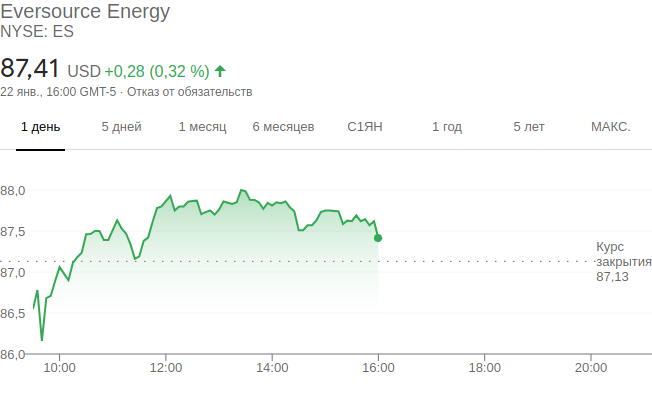 Eversource Energy
NYSE: ES
87,41 USD +0,28 (0,32 %)
22 янв., 16:00 GMT-5 · Отказ от обязательств
1 день 5 дней 1 месяц 6 месяцев С1ЯН 1 год 5 лет МАКС.
88,0
87,5
Курс
закрытия
87,13
87,0
86,5
86,0
10:00 12:00 14:00 16:00 18:00 20:00